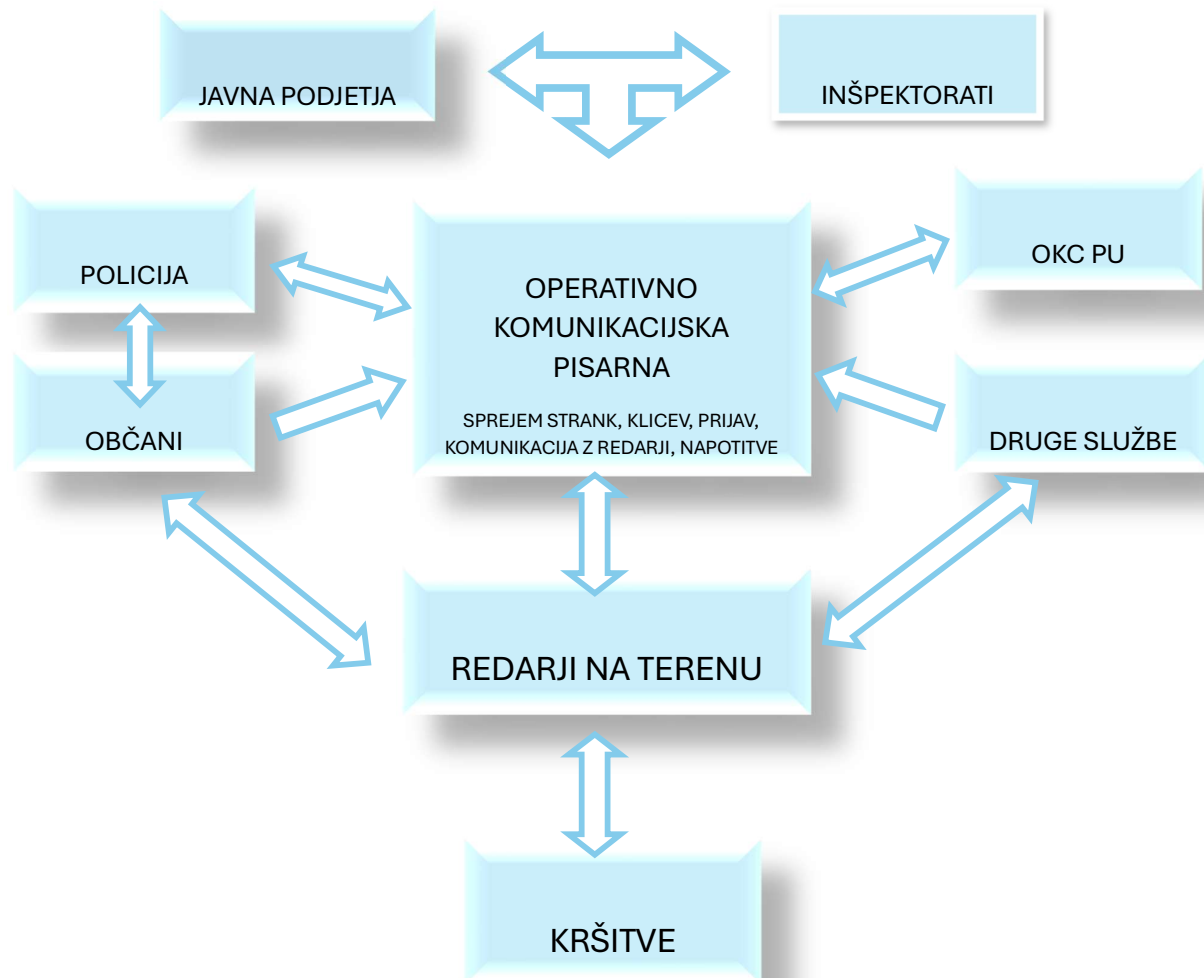 JAVNA PODJETJA
INŠPEKTORATI
POLICIJA
OPERATIVNO
KOMUNIKACIJSKA
PISARNA
SPREJEM STRANK, KLICEV, PRIJAV,
KOMUNIKACIJA Z REDARJI, NAPOTITVE
OKC PU
OBČANI
DRUGE SLUŽBE
REDARJI NA TERENU
KRŠITVE